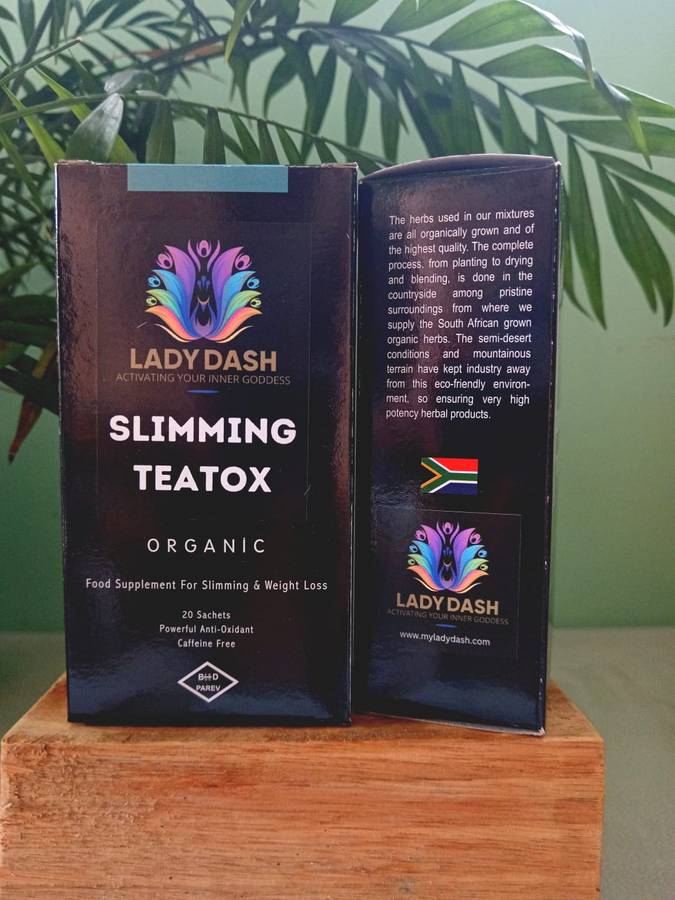 LADY DASH
ACTIVATING YOUR INNER GODDESS
SLIMMING
TEATOX
ORGANİC
Food Supplement For Slimming & Weight Loss
20 Sachets
Powerful Anti-Oxidant
Caffeine Free
BHD
PAREV
The herbs used in our mixtures
are all organically grown and of
the highest quality. The complete
process, from planting to drying
and blending, is done in the
countryside among pristine
surroundings from where we
supply the South African grown
organic herbs. The semi-desert
conditions and mountainous
terrain have kept industry away
from this eco-friendly environ-
ment, so ensuring very high
potency herbal products.
LADY DASH
ACTIVATING YOUR INNER GODDESS
www.myladydash.com